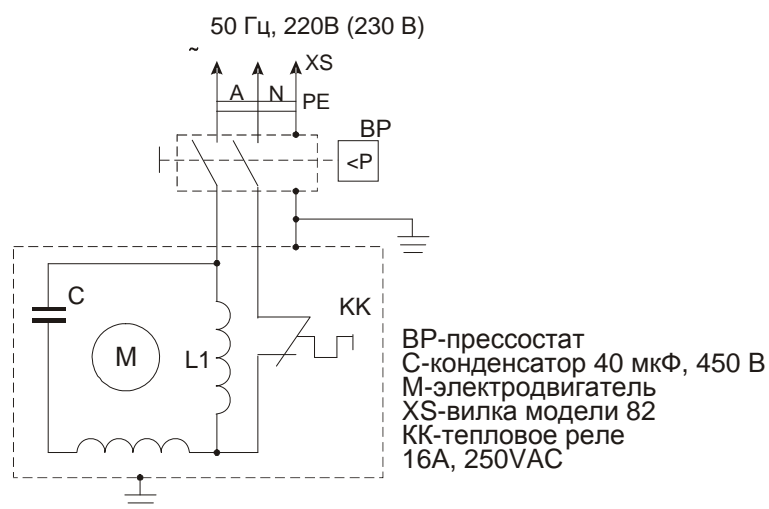 50 Гц, 220В (230 В)
~
XS
A N
PE
BP
<P
C
KK
M
L1
ВР-прессостат
С-конденсатор 40 мкФ, 450 В
М-электродвигатель
XS-вилка модели 82
КК-тепловое реле
16А, 250VAC